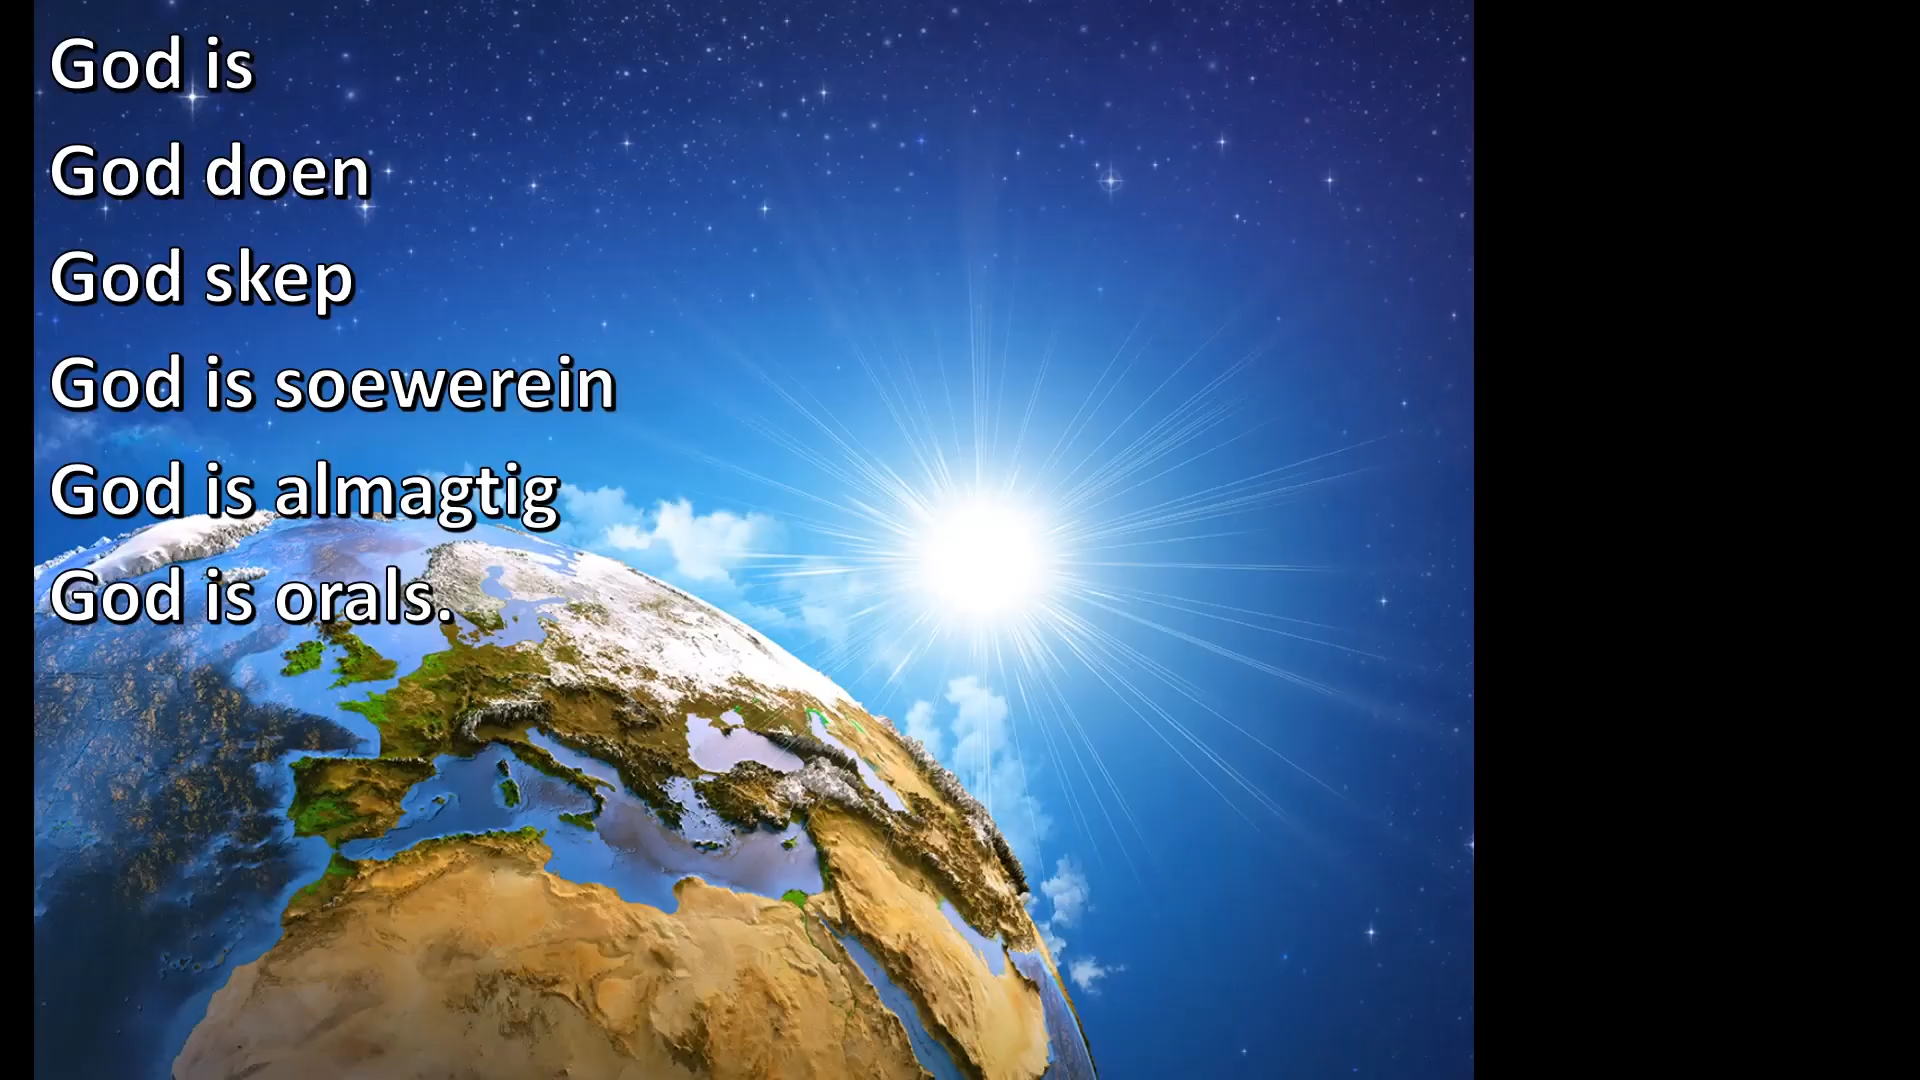 God is
God doen
God skep
God is soewerein
God is almagtig
God is orals.